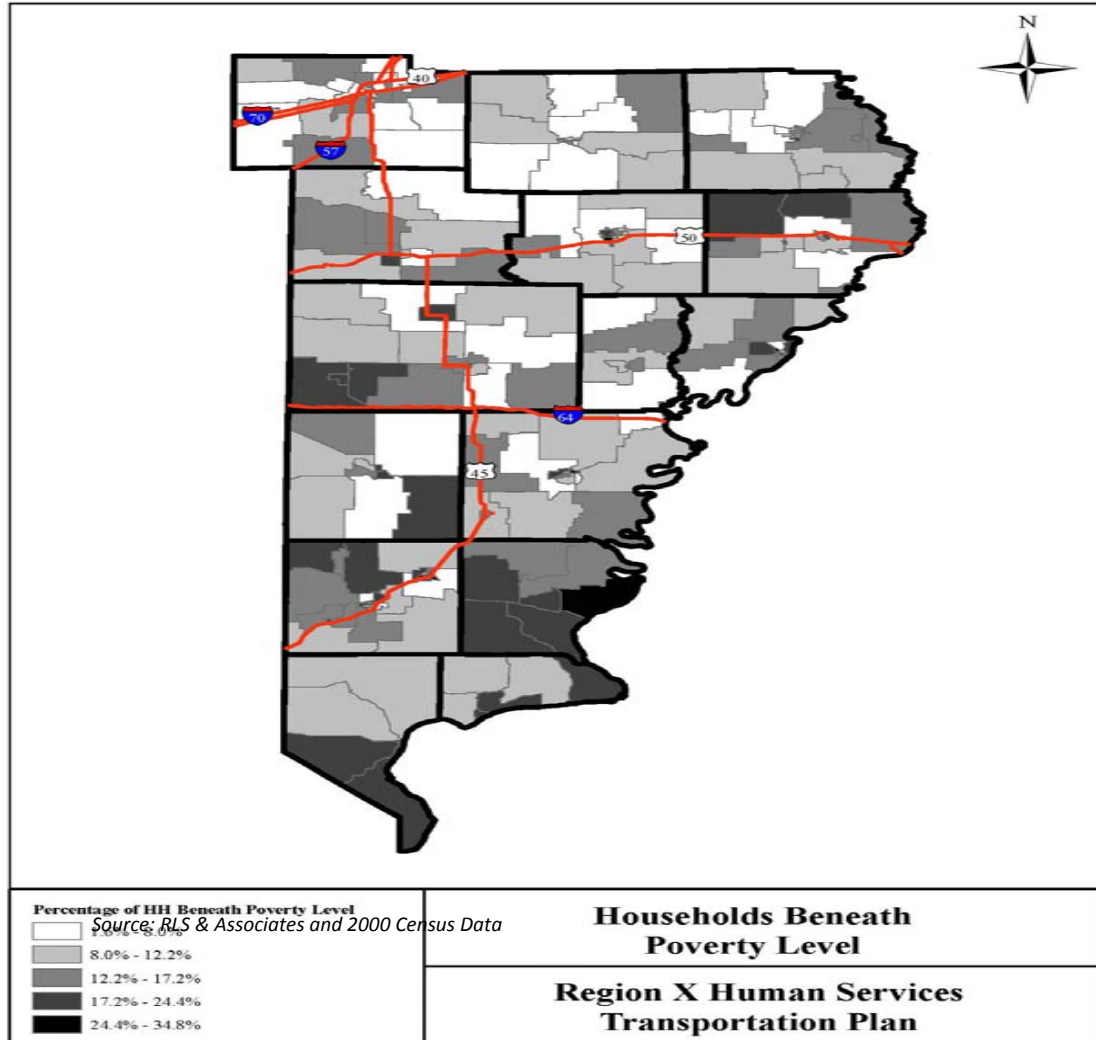 N
40
70
57
50
64
45
Percentage of HH Beneath Poverty Level
Source: RLS & Associates and 2000 Census Data
8.0% - 12.2%
12.2% - 17.2%
17.2% - 24.4%
24.4% - 34.8%
Households Beneath
Poverty Level
Region X Human Services
Transportation Plan